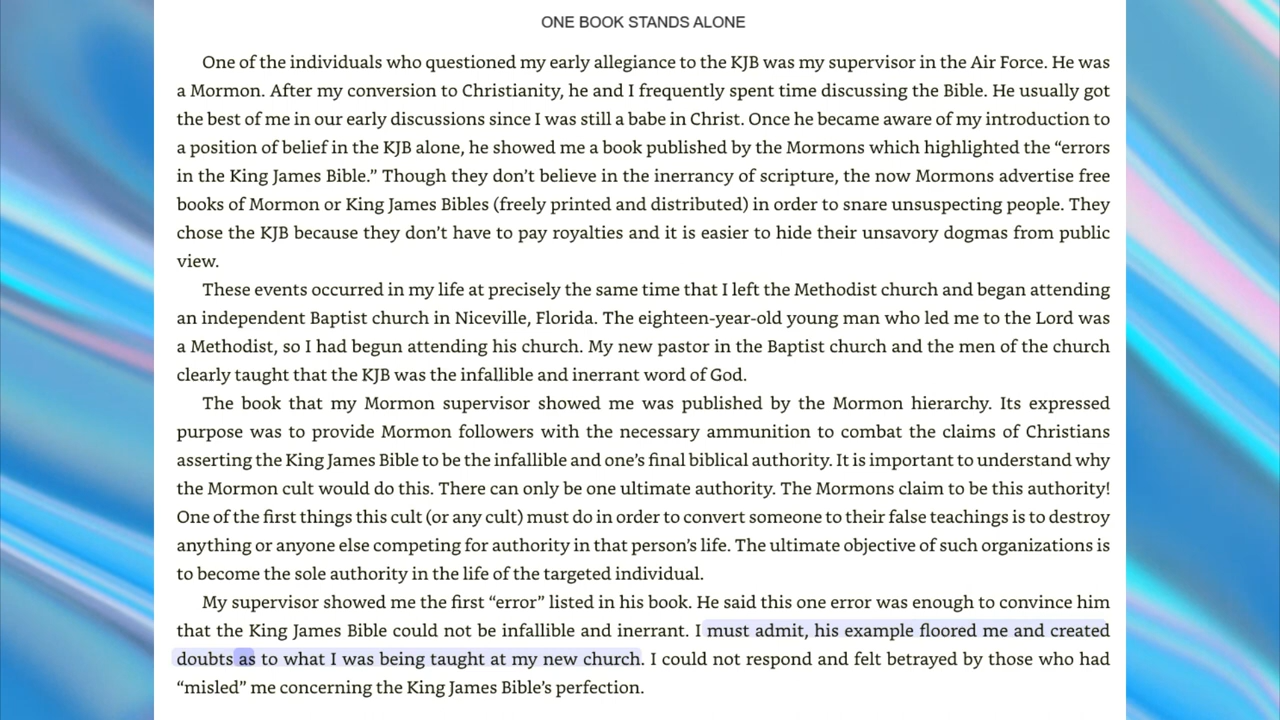 ONE BOOK STANDS ALONE
One of the individuals who questioned my early allegiance to the KJB was my supervisor in the Air Force. He was
a Mormon. After my conversion to Christianity, he and I frequently spent time discussing the Bible. He usually got
the best of me in our early discussions since I was still a babe in Christ. Once he became aware of my introduction to
a position of belief in the KJB alone, he showed me a book published by the Mormons which highlighted the “errors
in the King James Bible.” Though they don’t believe in the inerrancy of scripture, the now Mormons advertise free
books of Mormon or King James Bibles (freely printed and distributed) in order to snare unsuspecting people. They
chose the KJB because they don’t have to pay royalties and it is easier to hide their unsavory dogmas from public
view.
These events occurred in my life at precisely the same time that I left the Methodist church and began attending
an independent Baptist church in Niceville, Florida. The eighteen-year-old young man who led me to the Lord was
a Methodist, so I had begun attending his church. My new pastor in the Baptist church and the men of the church
clearly taught that the KJB was the infallible and inerrant word of God.
The book that my Mormon supervisor showed me was published by the Mormon hierarchy. Its expressed
purpose was to provide Mormon followers with the necessary ammunition to combat the claims of Christians
asserting the King James Bible to be the infallible and one’s final biblical authority. It is important to understand why
the Mormon cult would do this. There can only be one ultimate authority. The Mormons claim to be this authority!
One of the first things this cult (or any cult) must do in order to convert someone to their false teachings is to destroy
anything or anyone else competing for authority in that person’s life. The ultimate objective of such organizations is
to become the sole authority in the life of the targeted individual.
My supervisor showed me the first “error” listed in his book. He said this one error was enough to convince him
that the King James Bible could not be infallible and inerrant. I must admit, his example floored me and created
doubts as to what I was being taught at my new church. I could not respond and felt betrayed by those who had
“misled” me concerning the King James Bible’s perfection.